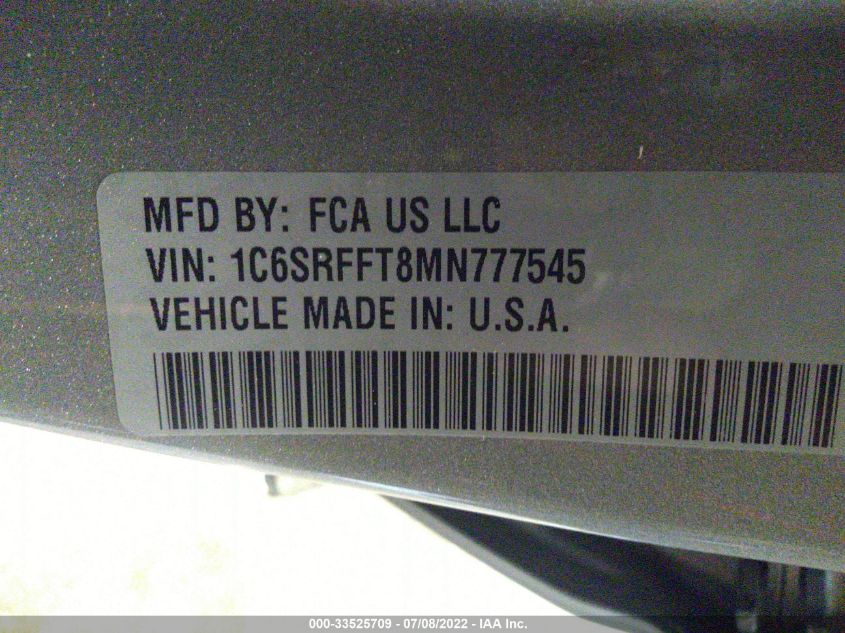 MFD BY: FCA US LLC
VIN: 1C6SRFFT8MN777545
VEHICLE MADE IN: U.S.A.
000-33525709 - 07/08/2022 - IAA Inc.